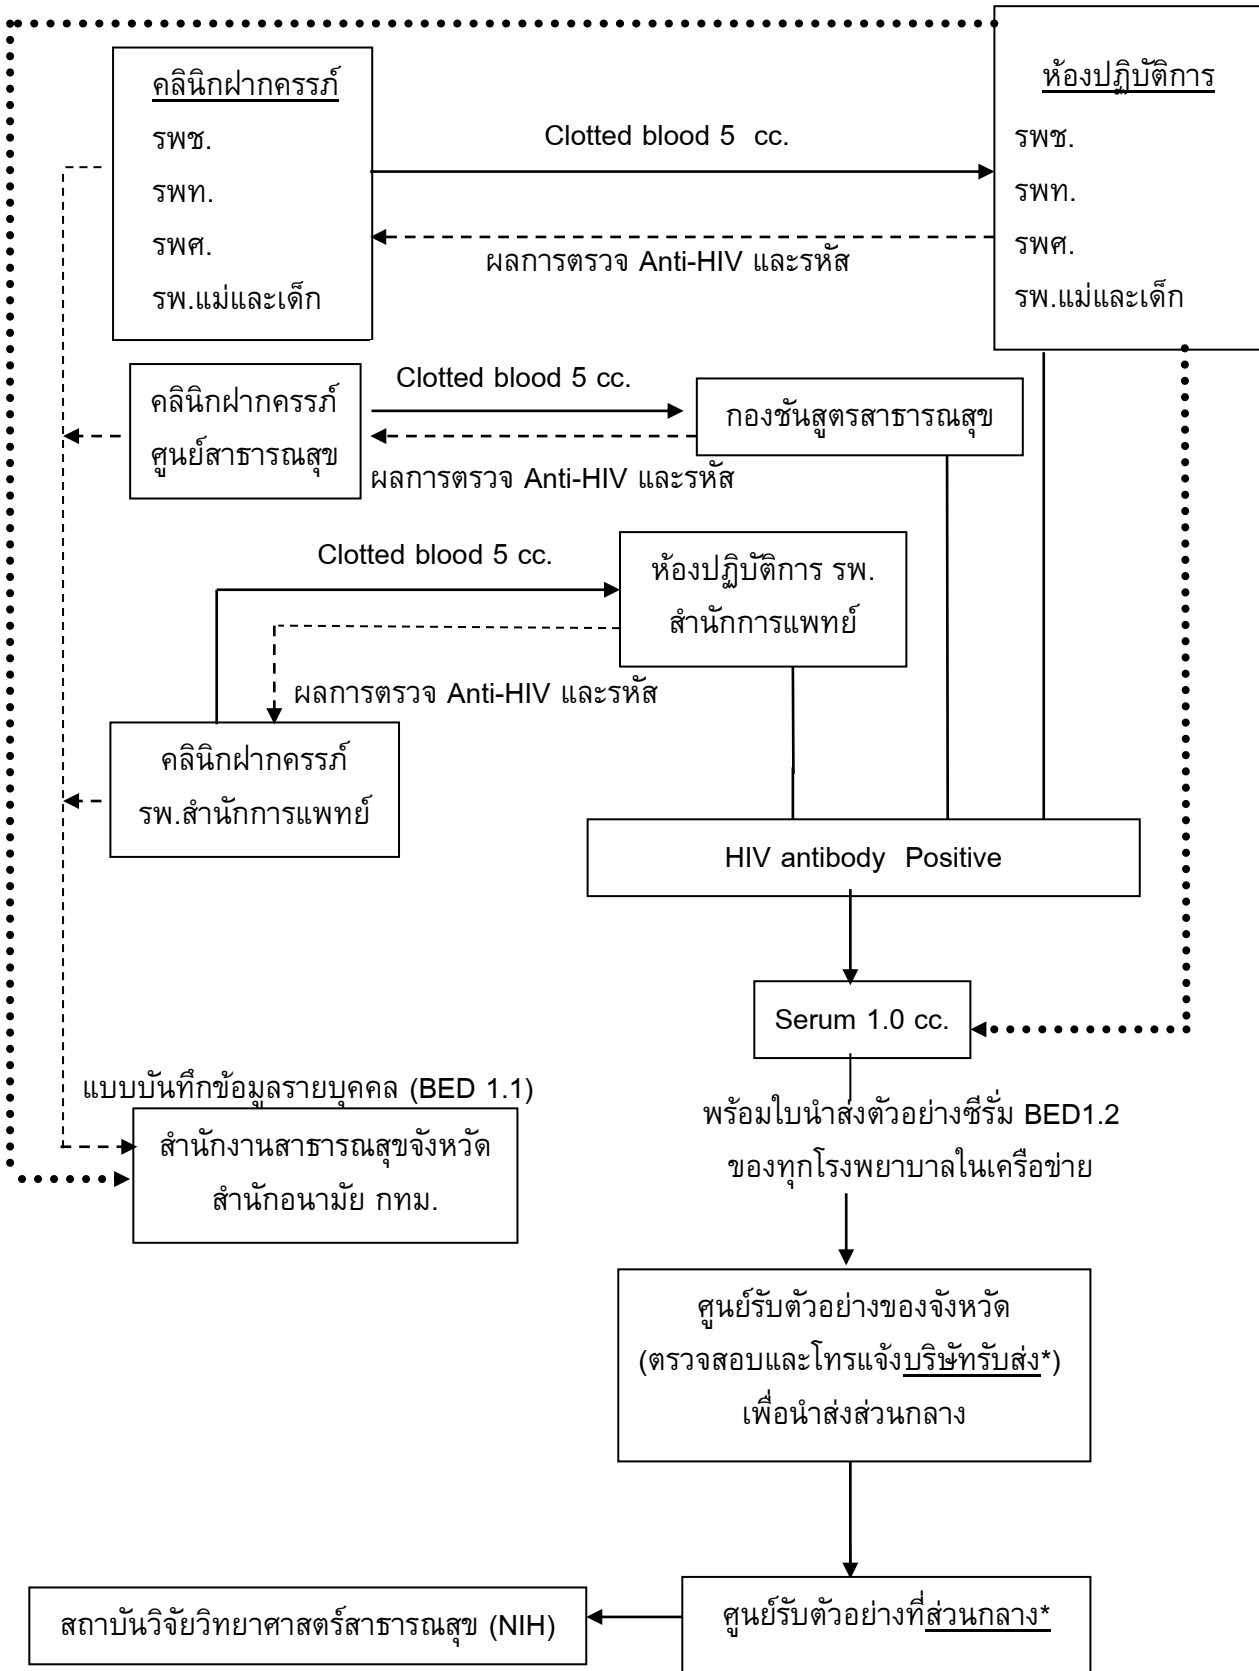 คลินิกฝากครรภ์
รพช.
รพท.
รพศ.
รพ.แม่และเด็ก
Clotted blood 5 cc.
ผลการตรวจ Anti-HIV และรหัส
ห้องปฏิบัติการ
รพช.
รพท.
รพศ.
รพ.แม่และเด็ก
คลินิกฝากครรภ์
ศูนย์สาธารณสุข
Clotted blood 5 cc.
ผลการตรวจ Anti-HIV และรหัส
กองชันสูตรสาธารณสุข
Clotted blood 5 cc.
ห้องปฏิบัติการ รพ.
สำนักการแพทย์
ผลการตรวจ Anti-HIV และรหัส
คลินิกฝากครรภ์
รพ.สำนักการแพทย์
HIV antibody Positive
Serum 1.0 cc.
แบบบันทึกข้อมูลรายบุคคล (BED 1.1)
สำนักงานสาธารณสุขจังหวัด
สำนักอนามัย กทม.
พร้อมใบนำส่งตัวอย่างซีรั่ม BED1.2
ของทุกโรงพยาบาลในเครือข่าย
ศูนย์รับตัวอย่างของจังหวัด
(ตรวจสอบและโทรแจ้งบริษัทรับส่ง*)
เพื่อนำส่งส่วนกลาง
ศูนย์รับตัวอย่างที่ส่วนกลาง*
สถาบันวิจัยวิทยาศาสตร์สาธารณสุข (NIH)